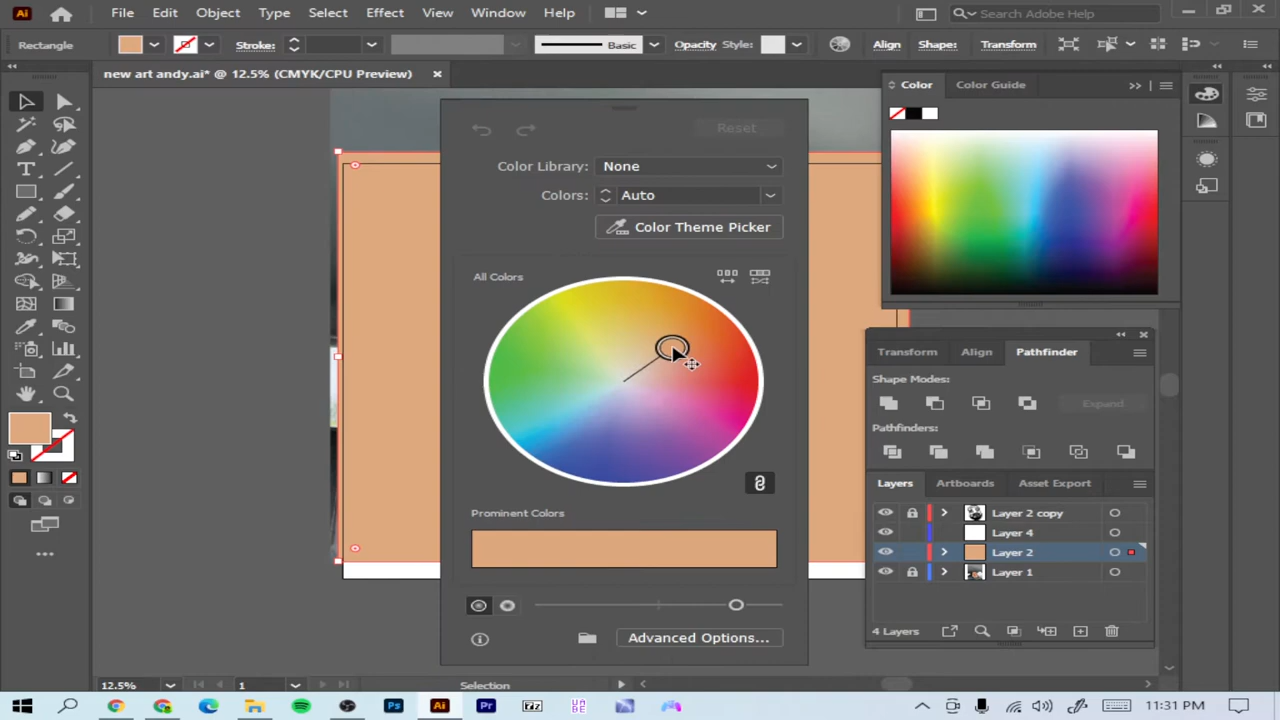 Ai File Edit Object Type Select Effect View Window Help Search Adobe Help
Rectangle Stroke: Basic Opacity Style: Align Shape: Transform
new art andy.ai* @ 12.5% (CMYK/CPU Preview) ×
Color Color Guide
Reset
Color Library: None
Colors: Auto
Color Theme Picker
All Colors
Prominent Colors
Advanced Options...
Transform Align Pathfinder
Shape Modes:
Expand
Pathfinders:
Layers Artboards Asset Export
Layer 2 copy
Layer 4
Layer 2
Layer 1
4 Layers
12.5% 1 Selection
Ps Ai Pr 11:31 PM